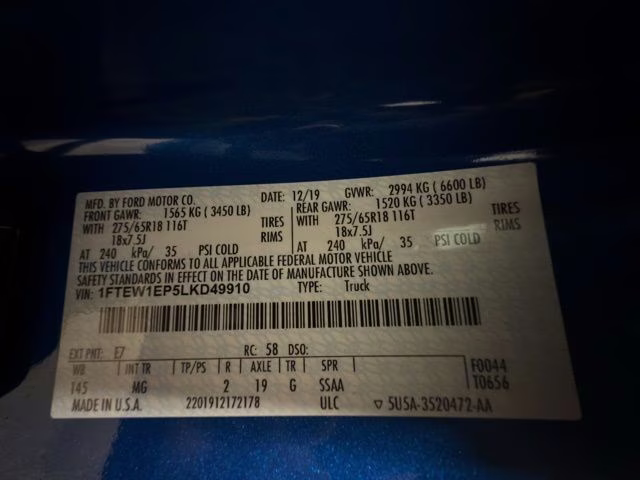 MFD. BY FORD MOTOR CO. DATE: 12/19 GVWR: 2994 KG ( 6600 LB)
FRONT GAWR: 1565 KG ( 3450 LB) REAR GAWR: 1520 KG ( 3350 LB)
WITH 275/65R18 116T TIRES WITH 275/65R18 116T TIRES
18x7.5J RIMS 18x7.5J RIMS
AT 240 kPa/ 35 PSI COLD AT 240 kPa/ 35 PSI COLD
THIS VEHICLE CONFORMS TO ALL APPLICABLE FEDERAL MOTOR VEHICLE
SAFETY STANDARDS IN EFFECT ON THE DATE OF MANUFACTURE SHOWN ABOVE.
VIN: 1FTEW1EP5LKD49910 TYPE: Truck
EXT PNT: E7 RC: 58 DSO:
WB INT TR TP/PS R AXLE TR SPR F0044
145 MG 2 19 G SSAA T0656
MADE IN U.S.A. 2201912172178 ULC ▽ 5U5A-3520472-AA